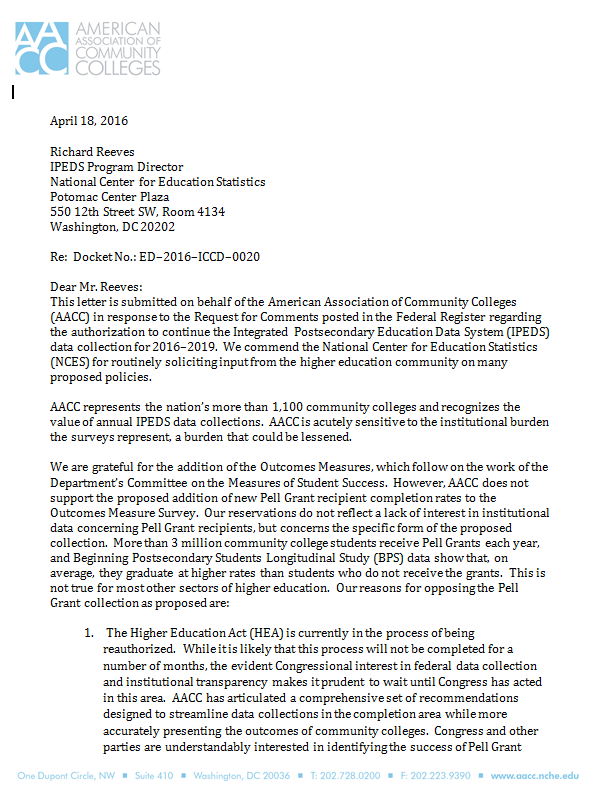 AACC
AMERICAN
ASSOCIATION OF
COMMUNITY
COLLEGES
April 18, 2016
Richard Reeves
IPEDS Program Director
National Center for Education Statistics
Potomac Center Plaza
550 12th Street SW, Room 4134
Washington, DC 20202
Re: Docket No.: ED–2016–ICCD–0020
Dear Mr. Reeves:
This letter is submitted on behalf of the American Association of Community Colleges
(AACC) in response to the Request for Comments posted in the Federal Register regarding
the authorization to continue the Integrated Postsecondary Education Data System (IPEDS)
data collection for 2016–2019. We commend the National Center for Education Statistics
(NCES) for routinely soliciting input from the higher education community on many
proposed policies.
AACC represents the nation's more than 1,100 community colleges and recognizes the
value of annual IPEDS data collections. AACC is acutely sensitive to the institutional burden
the surveys represent, a burden that could be lessened.
We are grateful for the addition of the Outcomes Measures, which follow on the work of the
Department's Committee on the Measures of Student Success. However, AACC does not
support the proposed addition of new Pell Grant recipient completion rates to the
Outcomes Measure Survey. Our reservations do not reflect a lack of interest in institutional
data concerning Pell Grant recipients, but concerns the specific form of the proposed
collection. More than 3 million community college students receive Pell Grants each year,
and Beginning Postsecondary Students Longitudinal Study (BPS) data show that, on
average, they graduate at higher rates than students who do not receive the grants. This is
not true for most other sectors of higher education. Our reasons for opposing the Pell
Grant collection as proposed are:
1. The Higher Education Act (HEA) is currently in the process of being
reauthorized. While it is likely that this process will not be completed for a
number of months, the evident Congressional interest in federal data collection
and institutional transparency makes it prudent to wait until Congress has acted
in this area. AACC has articulated a comprehensive set of recommendations
designed to streamline data collections in the completion area while more
accurately presenting the outcomes of community colleges. Congress and other
parties are understandably interested in identifying the success of Pell Grant
One Dupont Circle, NW ■ Suite 410 ■ Washington, DC 20036 ■ T: 202.728.0200 ■ F: 202.223.9390 ■ www.aacc.nche.edu